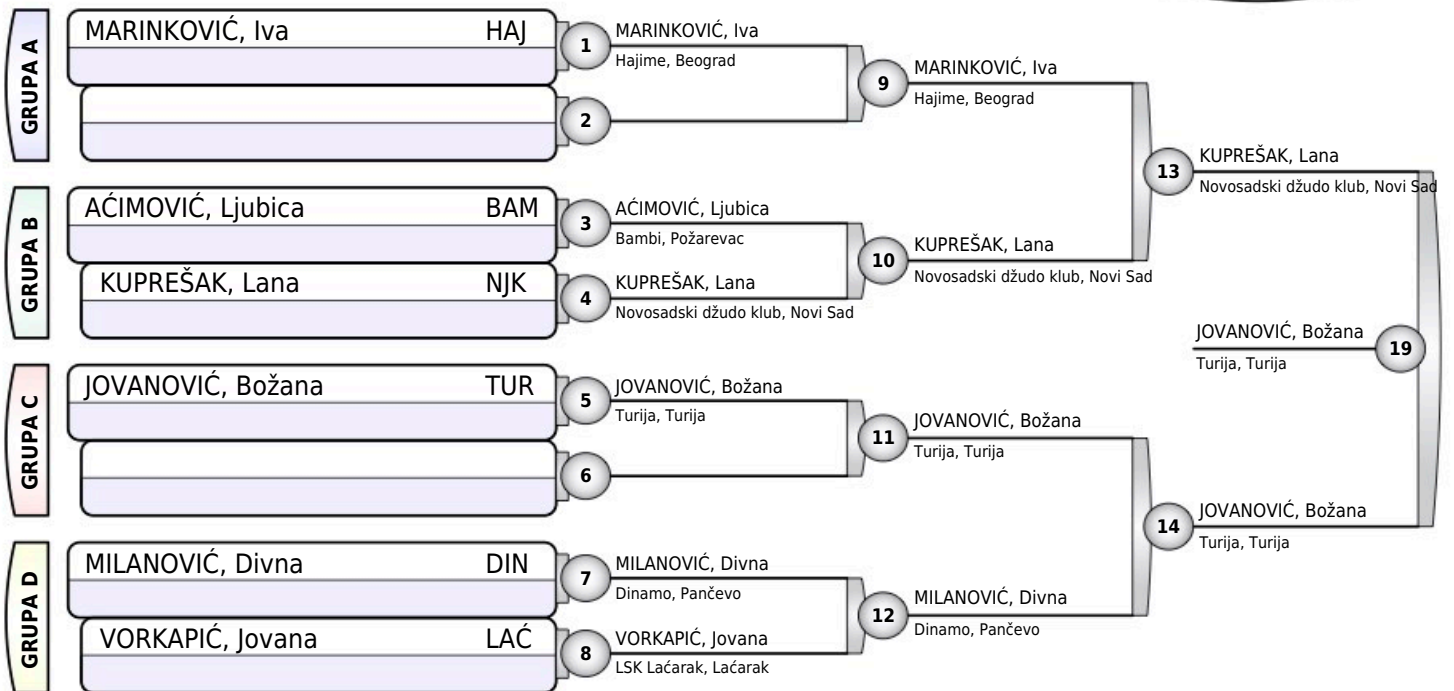 GRUPA A
MARINKOVIĆ, Iva HAJ
1
MARINKOVIĆ, Iva
Hajime, Beograd
2
9
MARINKOVIĆ, Iva
Hajime, Beograd
13
KUPREŠAK, Lana
Novosadski džudo klub, Novi Sad
GRUPA B
AĆIMOVIĆ, Ljubica BAM
3
AĆIMOVIĆ, Ljubica
Bambi, Požarevac
KUPREŠAK, Lana NJK
4
KUPREŠAK, Lana
Novosadski džudo klub, Novi Sad
10
KUPREŠAK, Lana
Novosadski džudo klub, Novi Sad
JOVANOVIĆ, Božana
Turija, Turija
19
GRUPA C
JOVANOVIĆ, Božana TUR
5
JOVANOVIĆ, Božana
Turija, Turija
6
11
JOVANOVIĆ, Božana
Turija, Turija
14
JOVANOVIĆ, Božana
Turija, Turija
GRUPA D
MILANOVIĆ, Divna DIN
7
MILANOVIĆ, Divna
Dinamo, Pančevo
VORKAPIĆ, Jovana LAĆ
8
VORKAPIĆ, Jovana
LSK Laćarak, Laćarak
12
MILANOVIĆ, Divna
Dinamo, Pančevo